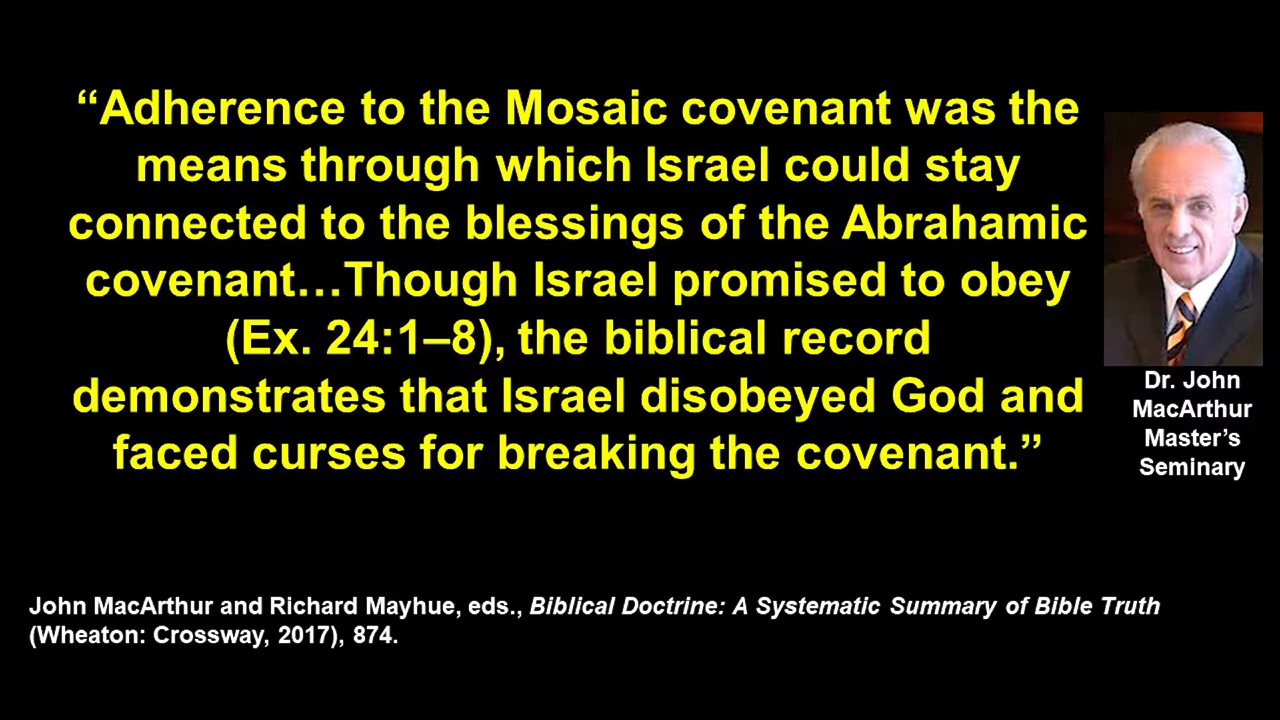 “Adherence to the Mosaic covenant was the
means through which Israel could stay
connected to the blessings of the Abrahamic
covenant…Though Israel promised to obey
(Ex. 24:1–8), the biblical record
demonstrates that Israel disobeyed God and
faced curses for breaking the covenant.”
Dr. John
MacArthur
Master’s
Seminary
John MacArthur and Richard Mayhue, eds., Biblical Doctrine: A Systematic Summary of Bible Truth
(Wheaton: Crossway, 2017), 874.